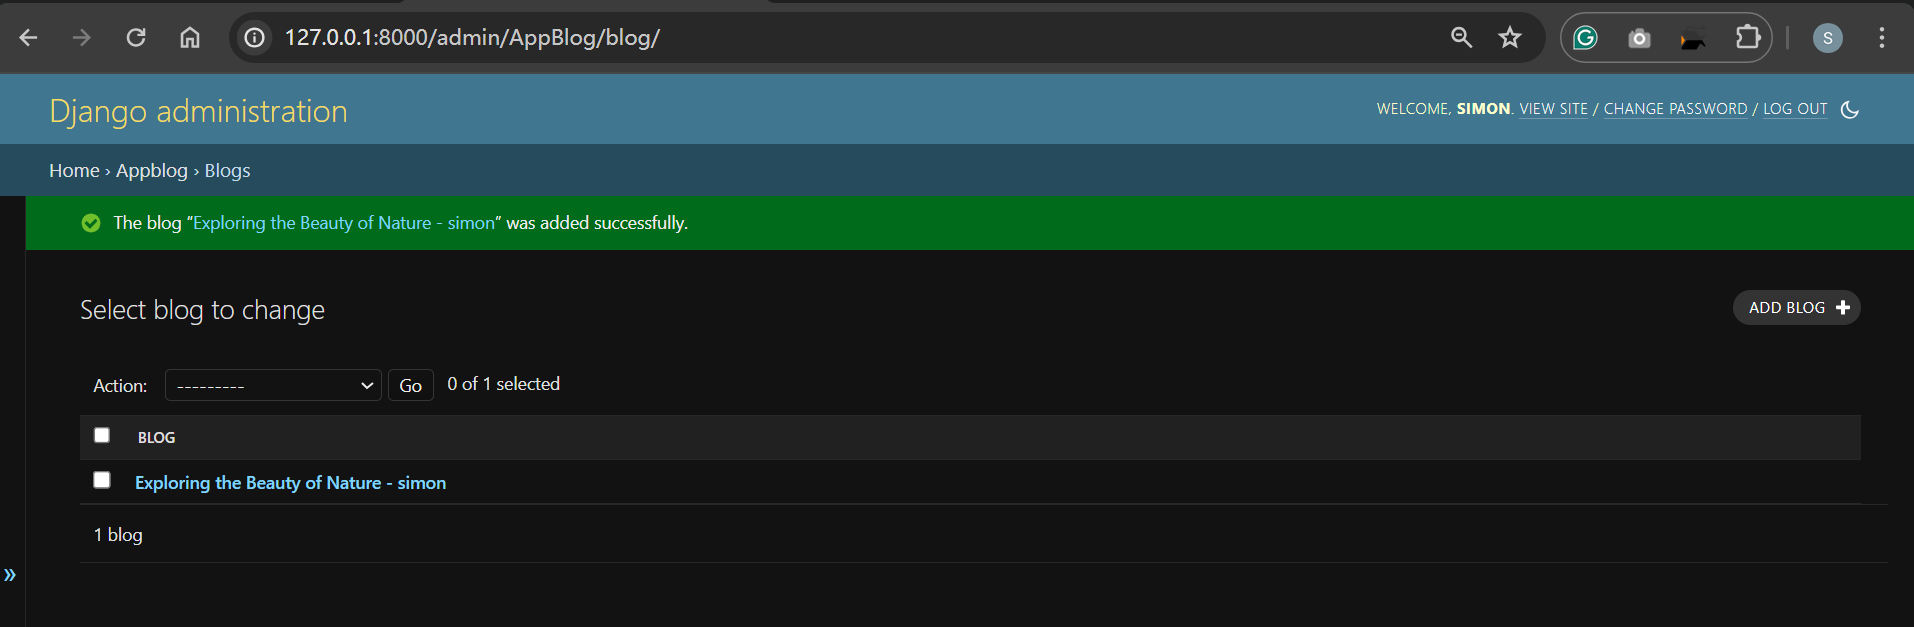 127.0.0.1:8000/admin/AppBlog/blog/
S
Django administration
WELCOME, SIMON. VIEW SITE / CHANGE PASSWORD / LOG OUT
Home › Appblog › Blogs
The blog “Exploring the Beauty of Nature - simon” was added successfully.
Select blog to change
ADD BLOG +
Action: --------- Go 0 of 1 selected
BLOG
Exploring the Beauty of Nature - simon
1 blog
»